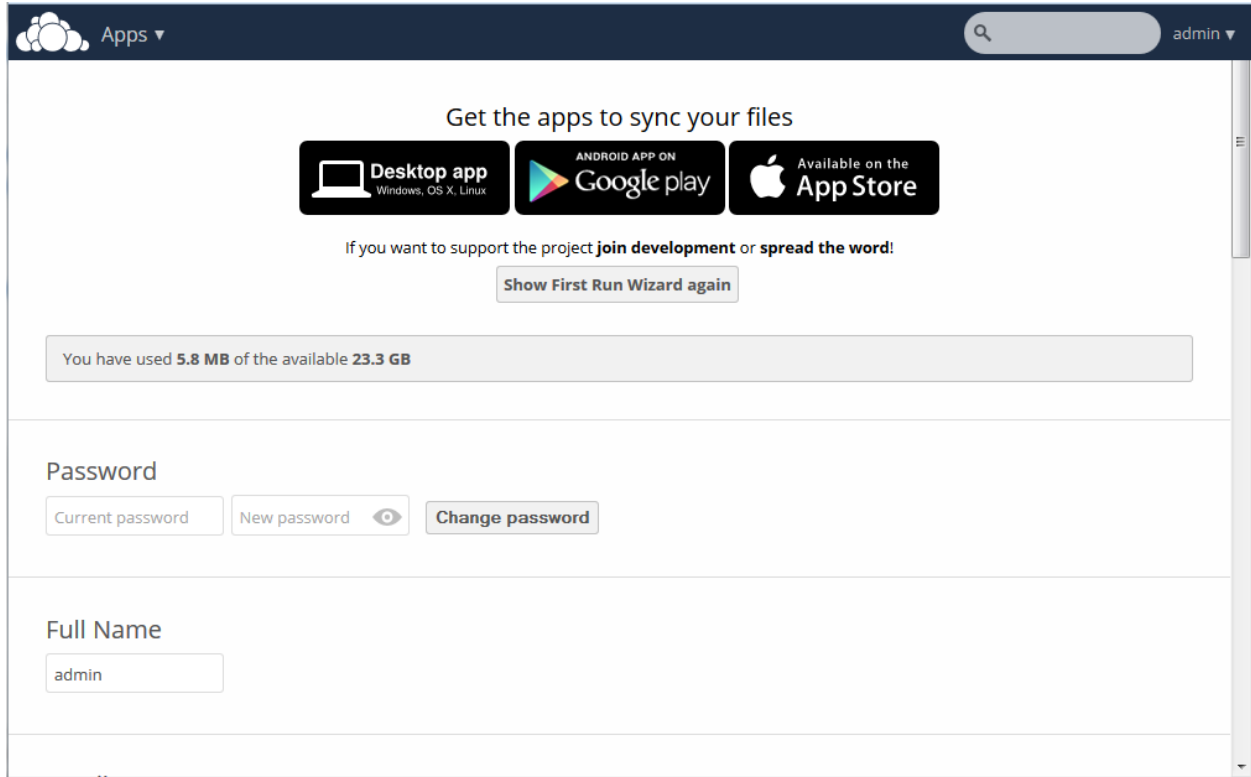 Apps ▾
admin ▾
Get the apps to sync your files
Desktop app
Windows, OS X, Linux
ANDROID APP ON
Google play
Available on the
App Store
If you want to support the project join development or spread the word!
Show First Run Wizard again
You have used 5.8 MB of the available 23.3 GB
Password
Current password
New password
Change password
Full Name
admin